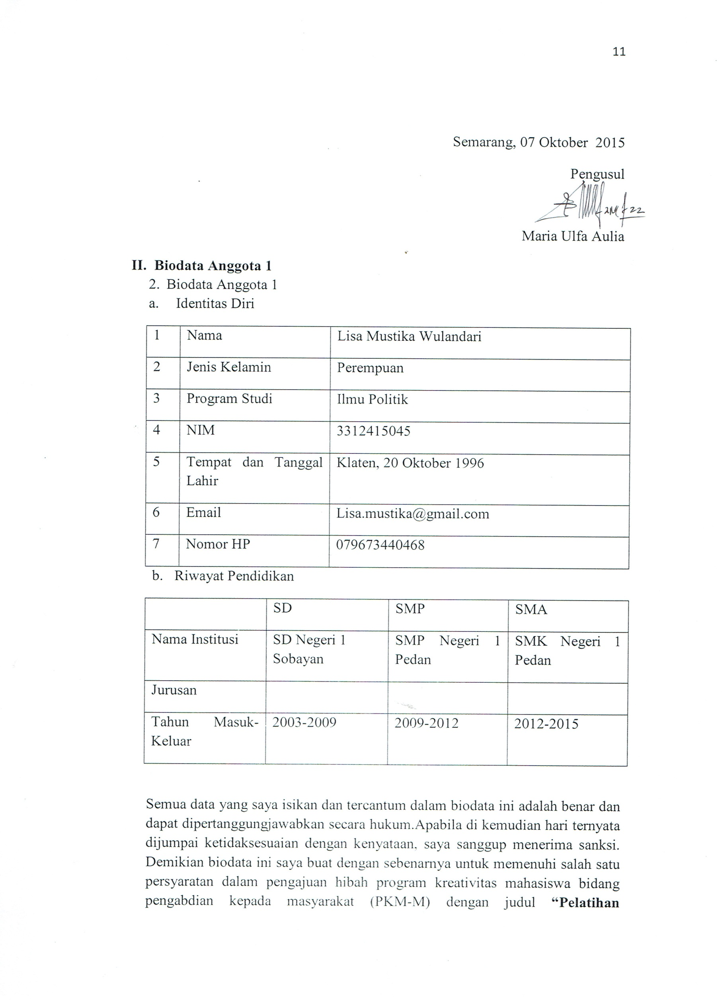 11
Semarang, 07 Oktober 2015
Pengusul
Maria Ulfa Aulia
II. Biodata Anggota 1
2. Biodata Anggota 1
a. Identitas Diri
1 Nama Lisa Mustika Wulandari
2 Jenis Kelamin Perempuan
3 Program Studi Ilmu Politik
4 NIM 3312415045
5 Tempat dan Tanggal Klaten, 20 Oktober 1996
Lahir
6 Email Lisa.mustika@gmail.com
7 Nomor HP 079673440468
b. Riwayat Pendidikan
SD SMP SMA
Nama Institusi SD Negeri 1 SMP Negeri 1 SMK Negeri 1
Sobayan Pedan Pedan
Jurusan
Tahun Masuk- 2003-2009 2009-2012 2012-2015
Keluar
Semua data yang saya isikan dan tercantum dalam biodata ini adalah benar dan
dapat dipertanggungjawabkan secara hukum.Apabila di kemudian hari ternyata
dijumpai ketidaksesuaian dengan kenyataan, saya sanggup menerima sanksi.
Demikian biodata ini saya buat dengan sebenarnya untuk memenuhi salah satu
persyaratan dalam pengajuan hibah program kreativitas mahasiswa bidang
pengabdian kepada masyarakat (PKM-M) dengan judul “Pelatihan